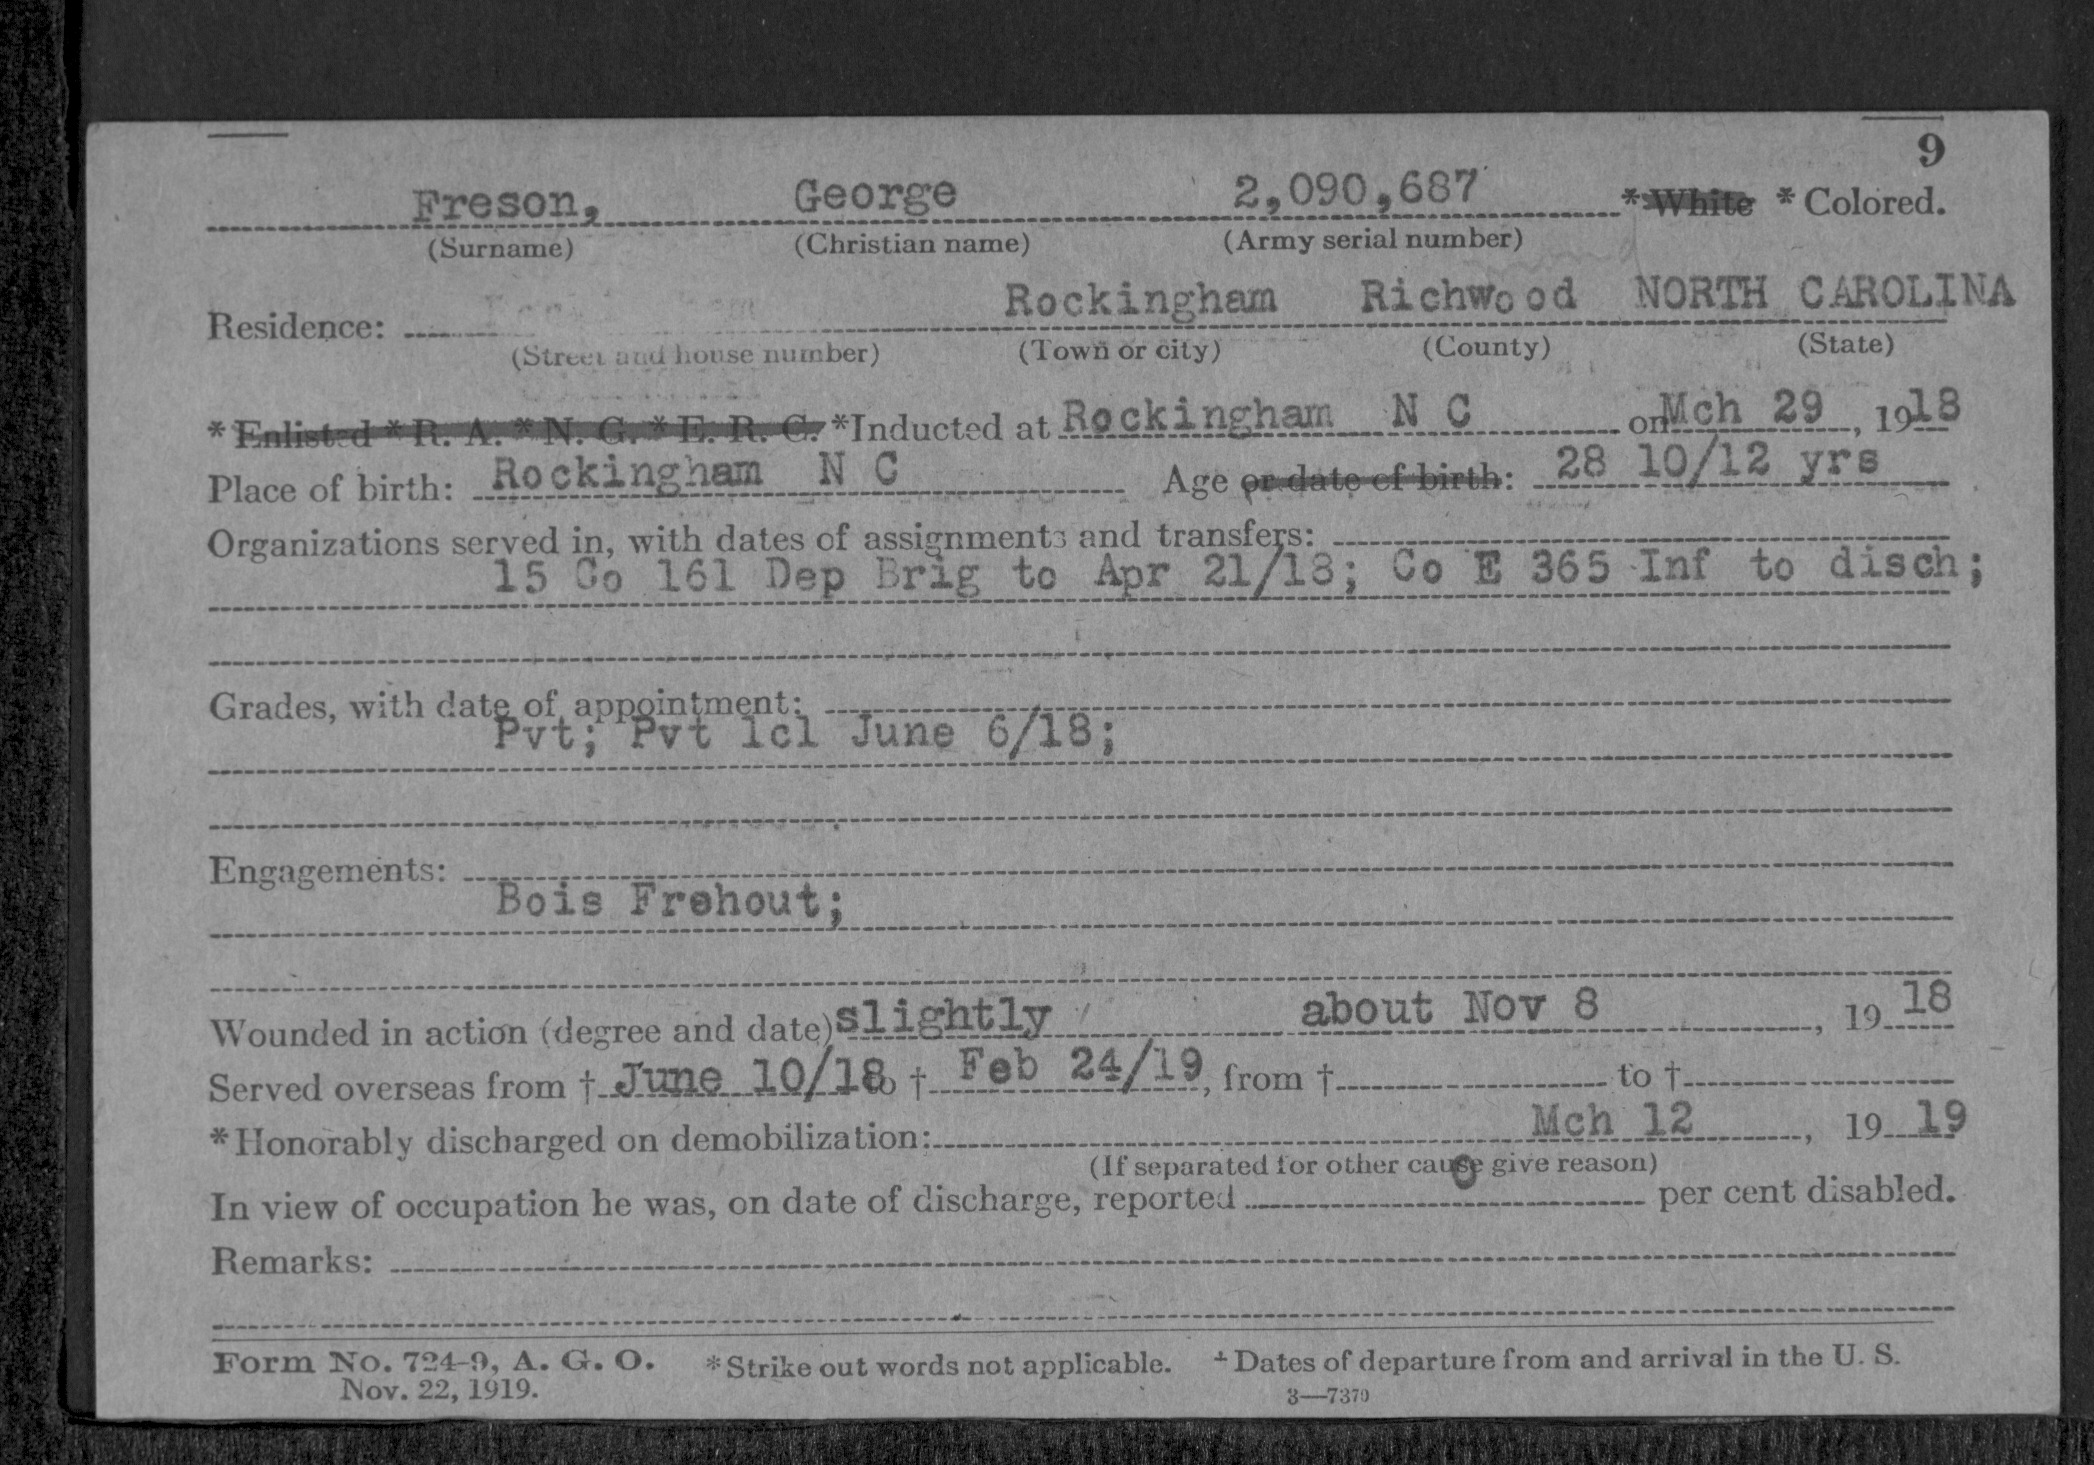 9
Freson, George 2,090,687 *White *Colored.
(Surname) (Christian name) (Army serial number)
Residence: Rockingham Richwood NORTH CAROLINA
(Street and house number) (Town or city) (County) (State)
*Enlisted *R. A. *N. G. *E. R. C. *Inducted at Rockingham N C on Mch 29, 1918
Place of birth: Rockingham N C Age or date of birth: 28 10/12 yrs
Organizations served in, with dates of assignments and transfers:
15 Co 161 Dep Brig to Apr 21/18; Co E 365 Inf to disch;
Grades, with date of appointment:
Pvt; Pvt 1cl June 6/18;
Engagements:
Bois Frehout;
Wounded in action (degree and date) slightly about Nov 8, 19 18
Served overseas from † June 10/18 to † Feb 24/19, from † to †
*Honorably discharged on demobilization: Mch 12, 19 19
(If separated for other cause give reason)
In view of occupation he was, on date of discharge, reported per cent disabled.
Remarks:
Form No. 724-9, A. G. O. *Strike out words not applicable. †Dates of departure from and arrival in the U. S.
Nov. 22, 1919. 3—7370